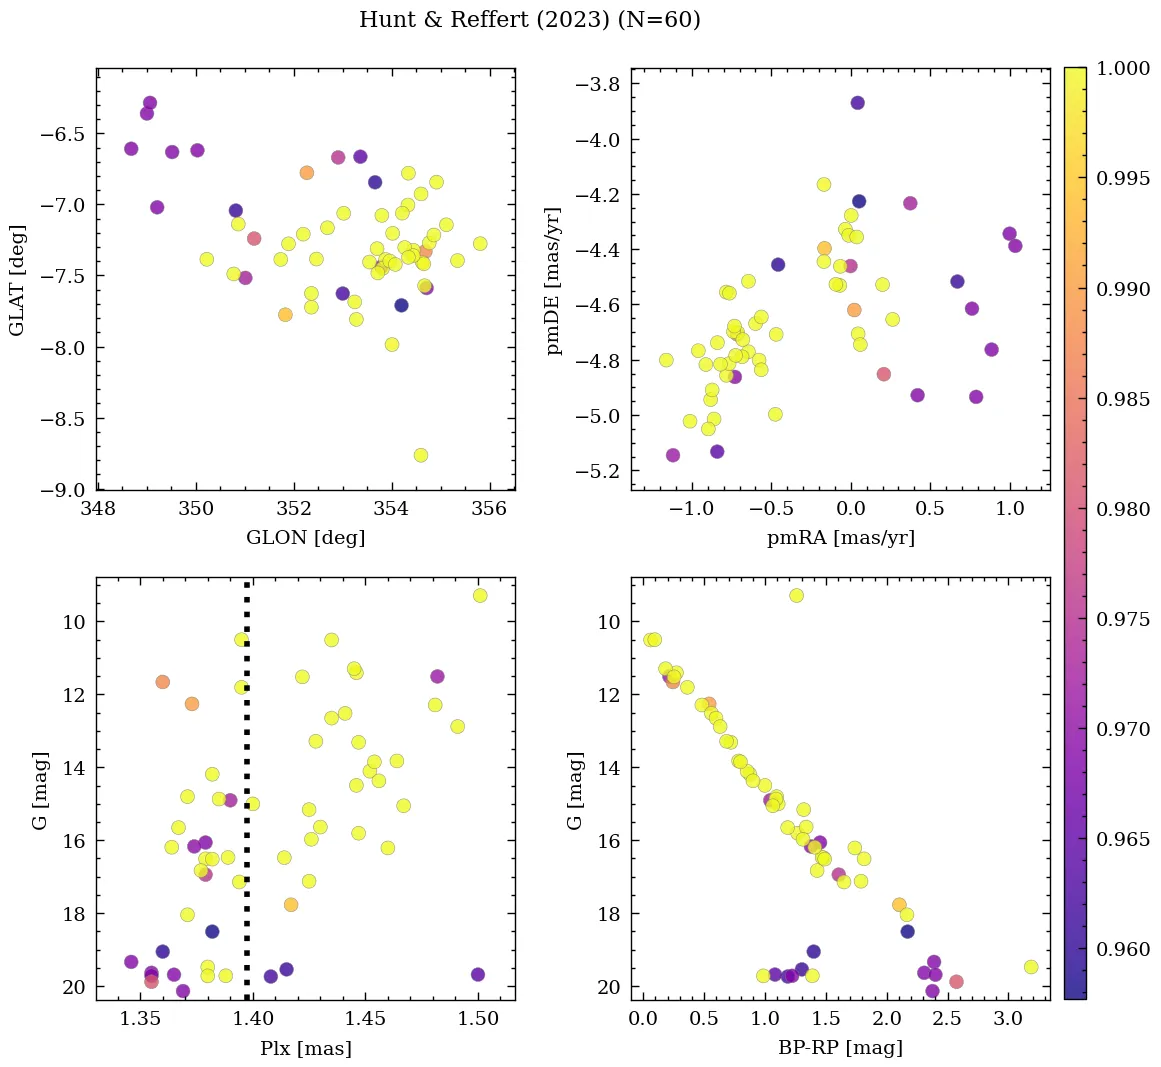 Hunt & Reffert (2023) (N=60)
−6.5
−7.0
−7.5
−8.0
−8.5
−9.0
GLAT [deg]
348 350 352 354 356
GLON [deg]
−3.8
−4.0
−4.2
−4.4
−4.6
−4.8
−5.0
−5.2
pmDE [mas/yr]
−1.0 −0.5 0.0 0.5 1.0
pmRA [mas/yr]
10
12
14
16
18
20
G [mag]
1.35 1.40 1.45 1.50
Plx [mas]
10
12
14
16
18
20
G [mag]
0.0 0.5 1.0 1.5 2.0 2.5 3.0
BP-RP [mag]
1.000
0.995
0.990
0.985
0.980
0.975
0.970
0.965
0.960